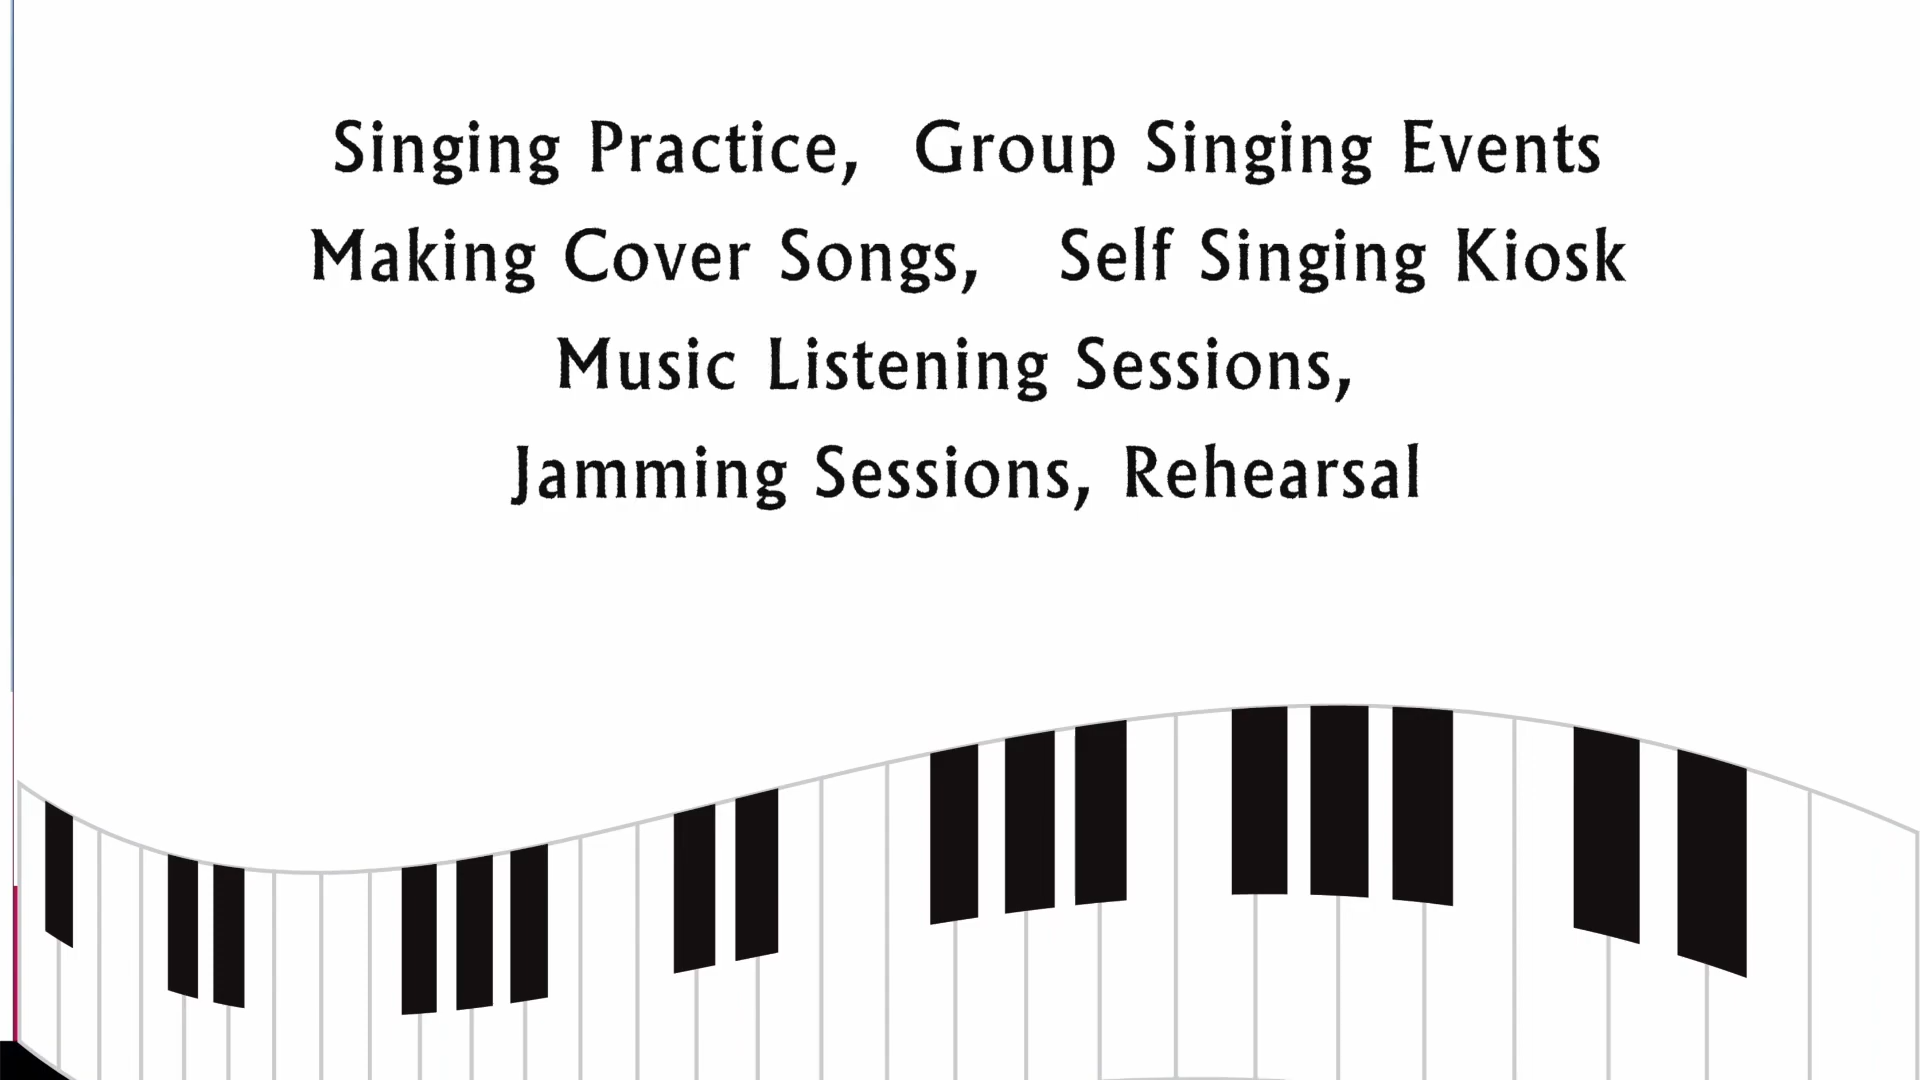 Singing Practice, Group Singing Events
Making Cover Songs, Self Singing Kiosk
Music Listening Sessions,
Jamming Sessions, Rehearsal